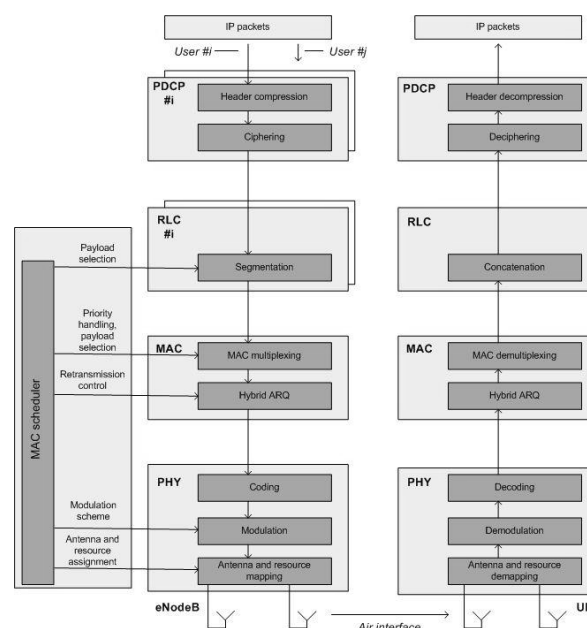 IP packets
User #i
User #j
PDCP
#i
Header compression
Ciphering
RLC
#i
Segmentation
MAC
MAC multiplexing
Hybrid ARQ
PHY
Coding
Modulation
Antenna and resource
mapping
eNodeB
MAC scheduler
Payload
selection
Priority
handling,
payload
selection
Retransmission
control
Modulation
scheme
Antenna and
resource
assignment
Air interface
IP packets
PDCP
Header decompression
Deciphering
RLC
Concatenation
MAC
MAC demultiplexing
Hybrid ARQ
PHY
Decoding
Demodulation
Antenna and resource
demapping